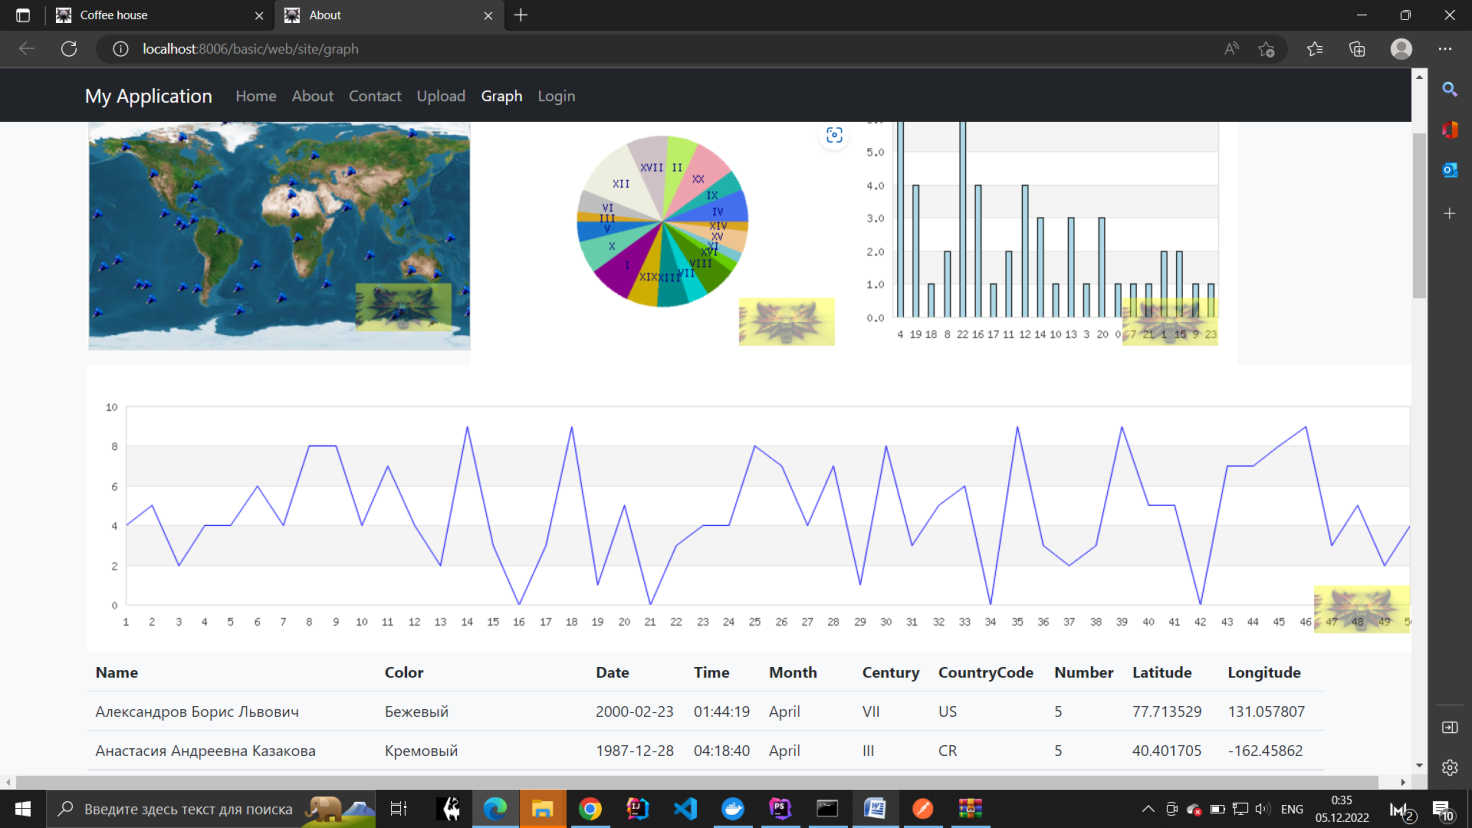 Coffee house
About
localhost:8006/basic/web/site/graph
My Application Home About Contact Upload Graph Login
XVII II
XX
XII
IX
VI
IV
III
XIV
V
XV
XI
X
XVI
VIII
I
VII
XIX XIII
5.0
4.0
3.0
2.0
1.0
0.0
4 19 18 8 22 16 17 11 12 14 10 13 3 20 0 7 21 1 15 9 23
10
8
6
4
2
0
1 2 3 4 5 6 7 8 9 10 11 12 13 14 15 16 17 18 19 20 21 22 23 24 25 26 27 28 29 30 31 32 33 34 35 36 37 38 39 40 41 42 43 44 45 46 47 48 49
Name Color Date Time Month Century CountryCode Number Latitude Longitude
Александров Борис Львович Бежевый 2000-02-23 01:44:19 April VII US 5 77.713529 131.057807
Анастасия Андреевна Казакова Кремовый 1987-12-28 04:18:40 April III CR 5 40.401705 -162.45862
Введите здесь текст для поиска
ENG
0:35
05.12.2022
2
10